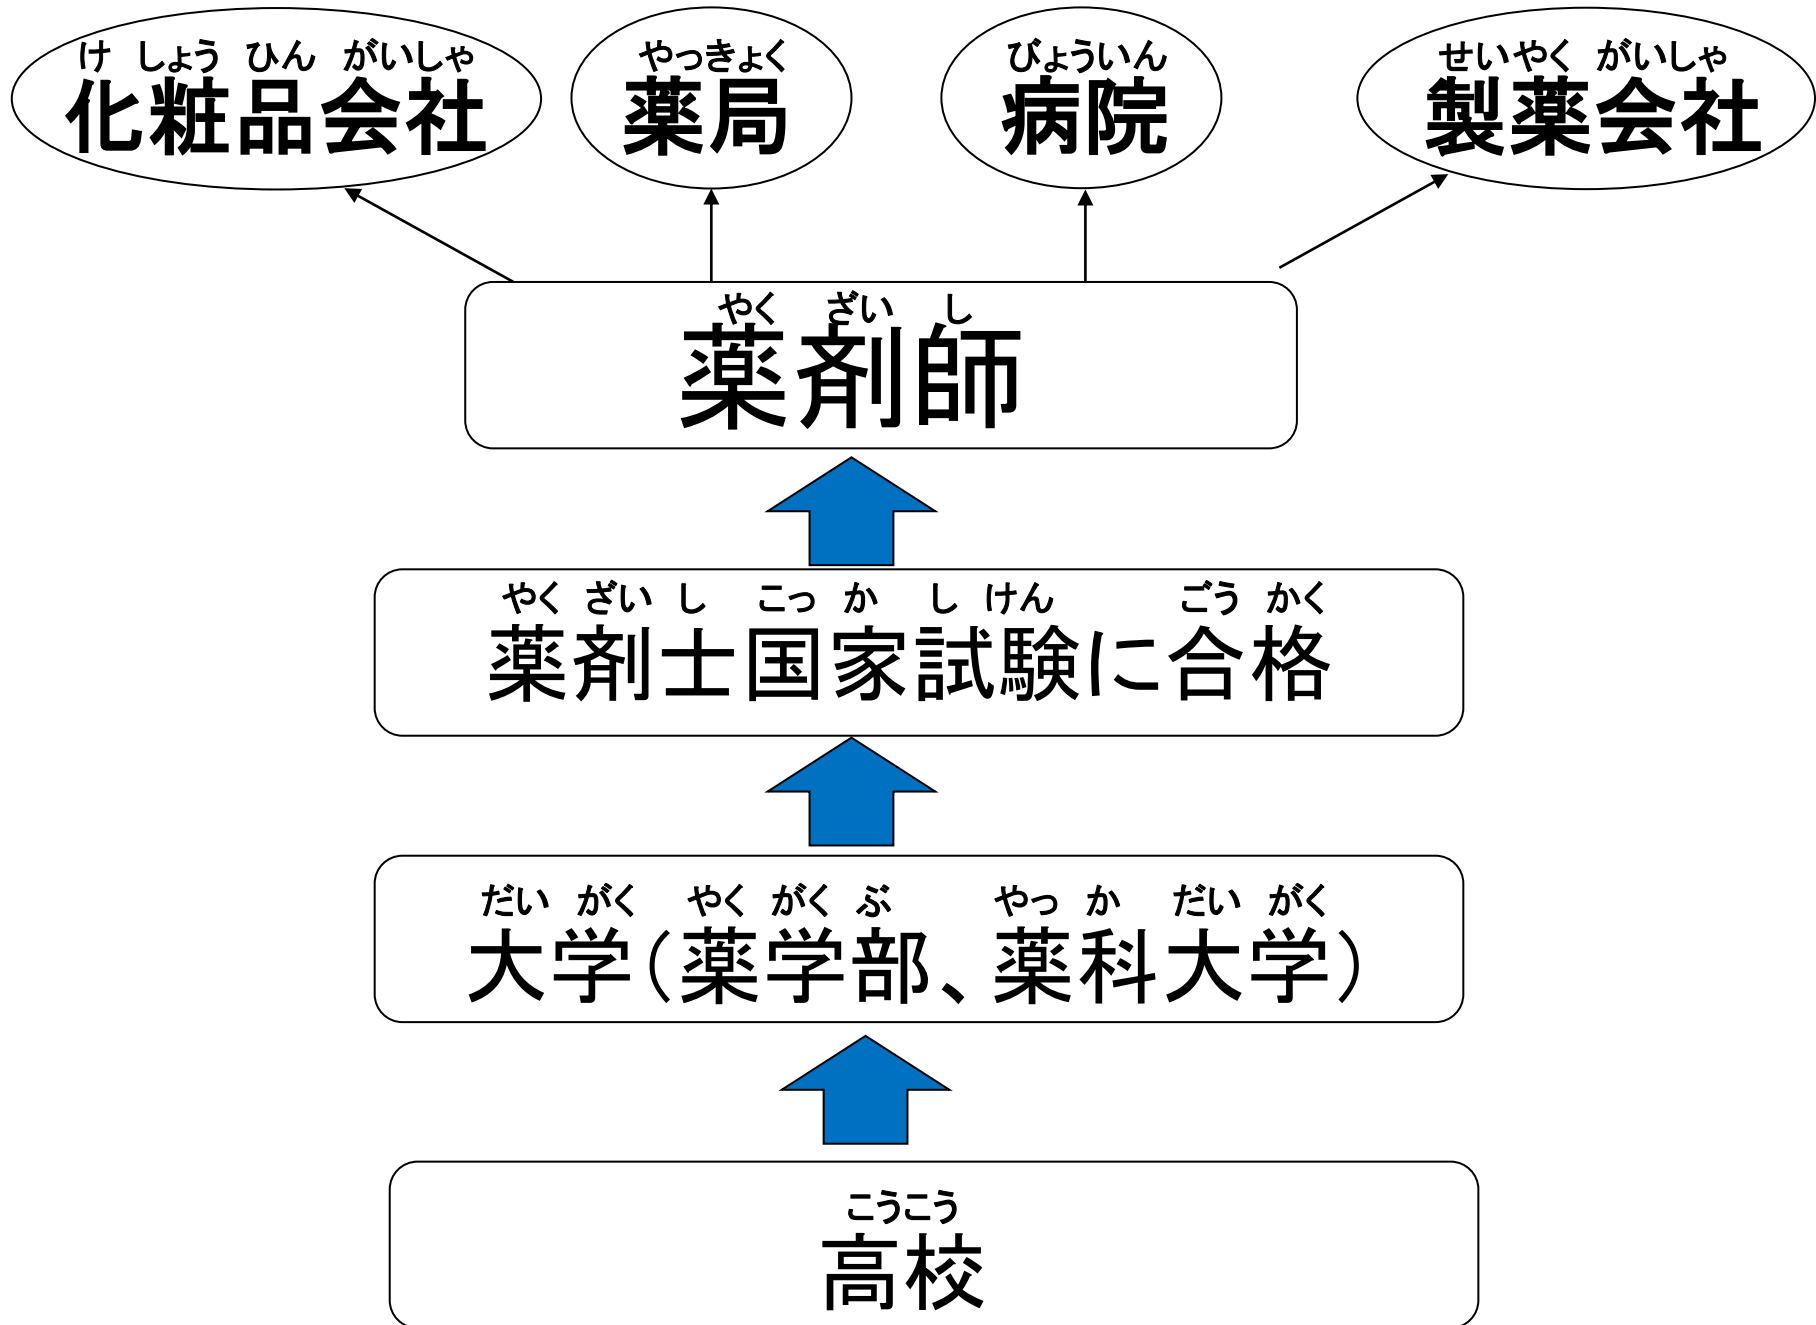 け しょう ひん がいしゃ
化粧品会社
やっきょく
薬局
びょういん
病院
せいやく がいしゃ
製薬会社
やく ざい し
薬剤師
やく ざい し こっ か し けん ごう かく
薬剤士国家試験に合格
だい がく やく がく ぶ やっ か だい がく
大学（薬学部、薬科大学）
こうこう
高校